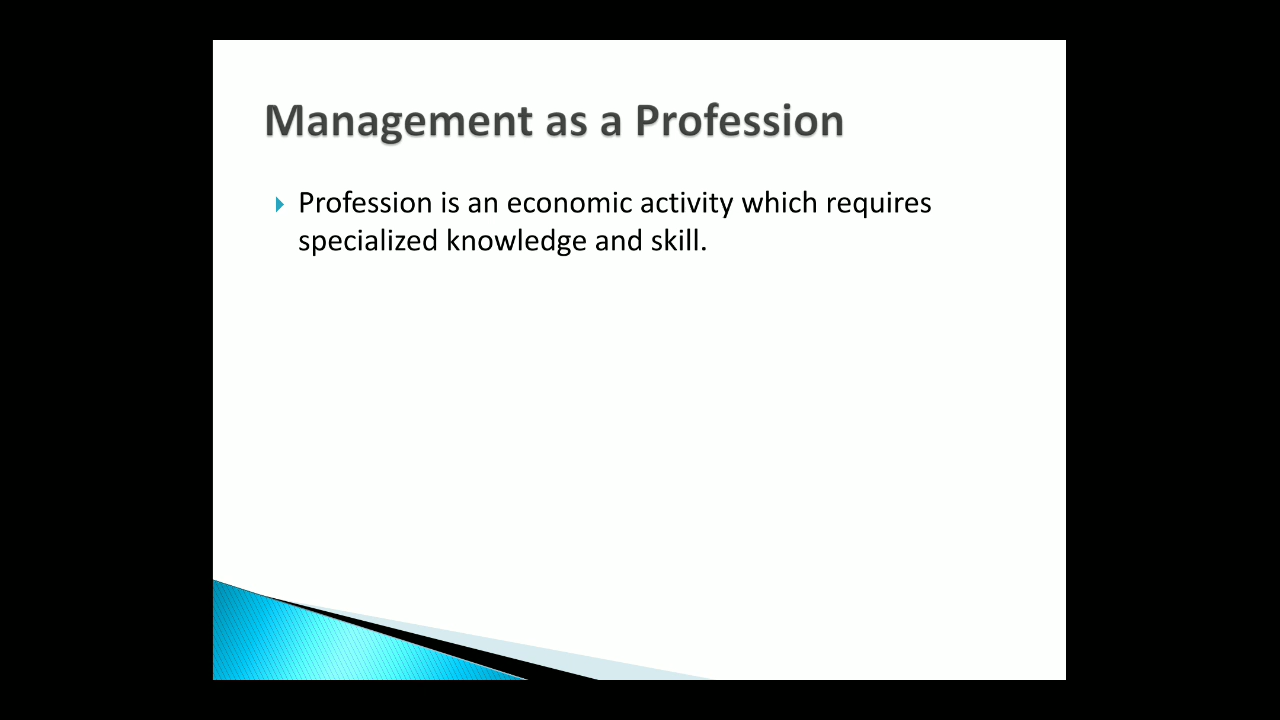 Management as a Profession
Profession is an economic activity which requires
specialized knowledge and skill.